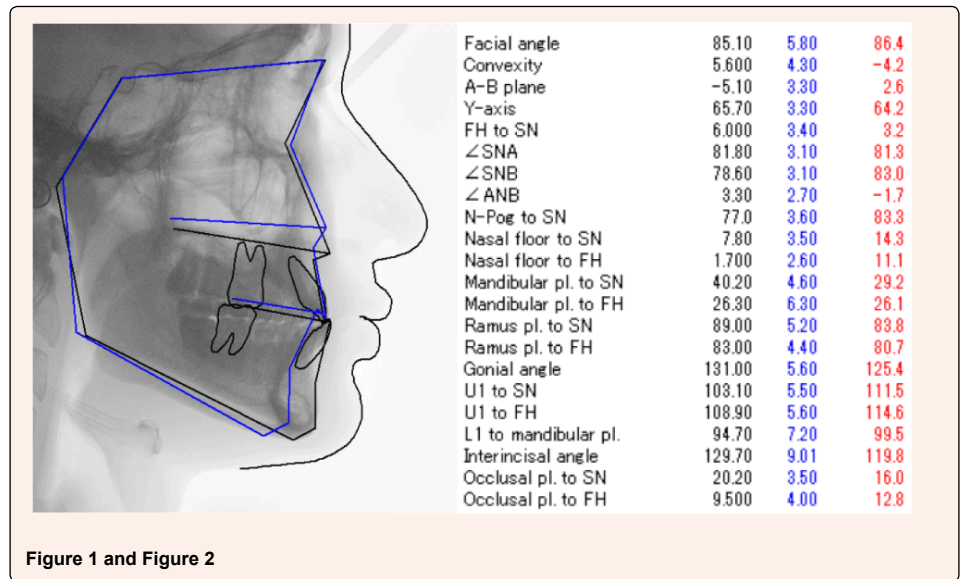 Facial angle 85.10 5.80 86.4
Convexity 5.600 4.30 -4.2
A-B plane -5.10 3.30 2.6
Y-axis 65.70 3.30 64.2
FH to SN 6.000 3.40 3.2
∠SNA 81.80 3.10 81.3
∠SNB 78.60 3.10 83.0
∠ANB 3.30 2.70 -1.7
N-Pog to SN 77.0 3.60 83.3
Nasal floor to SN 7.80 3.50 14.3
Nasal floor to FH 1.700 2.60 11.1
Mandibular pl. to SN 40.20 4.60 29.2
Mandibular pl. to FH 26.30 6.30 26.1
Ramus pl. to SN 89.00 5.20 83.8
Ramus pl. to FH 83.00 4.40 80.7
Gonial angle 131.00 5.60 125.4
U1 to SN 103.10 5.50 111.5
U1 to FH 108.90 5.60 114.6
L1 to mandibular pl. 94.70 7.20 99.5
Interincisal angle 129.70 9.01 119.8
Occlusal pl. to SN 20.20 3.50 16.0
Occlusal pl. to FH 9.500 4.00 12.8
Figure 1 and Figure 2